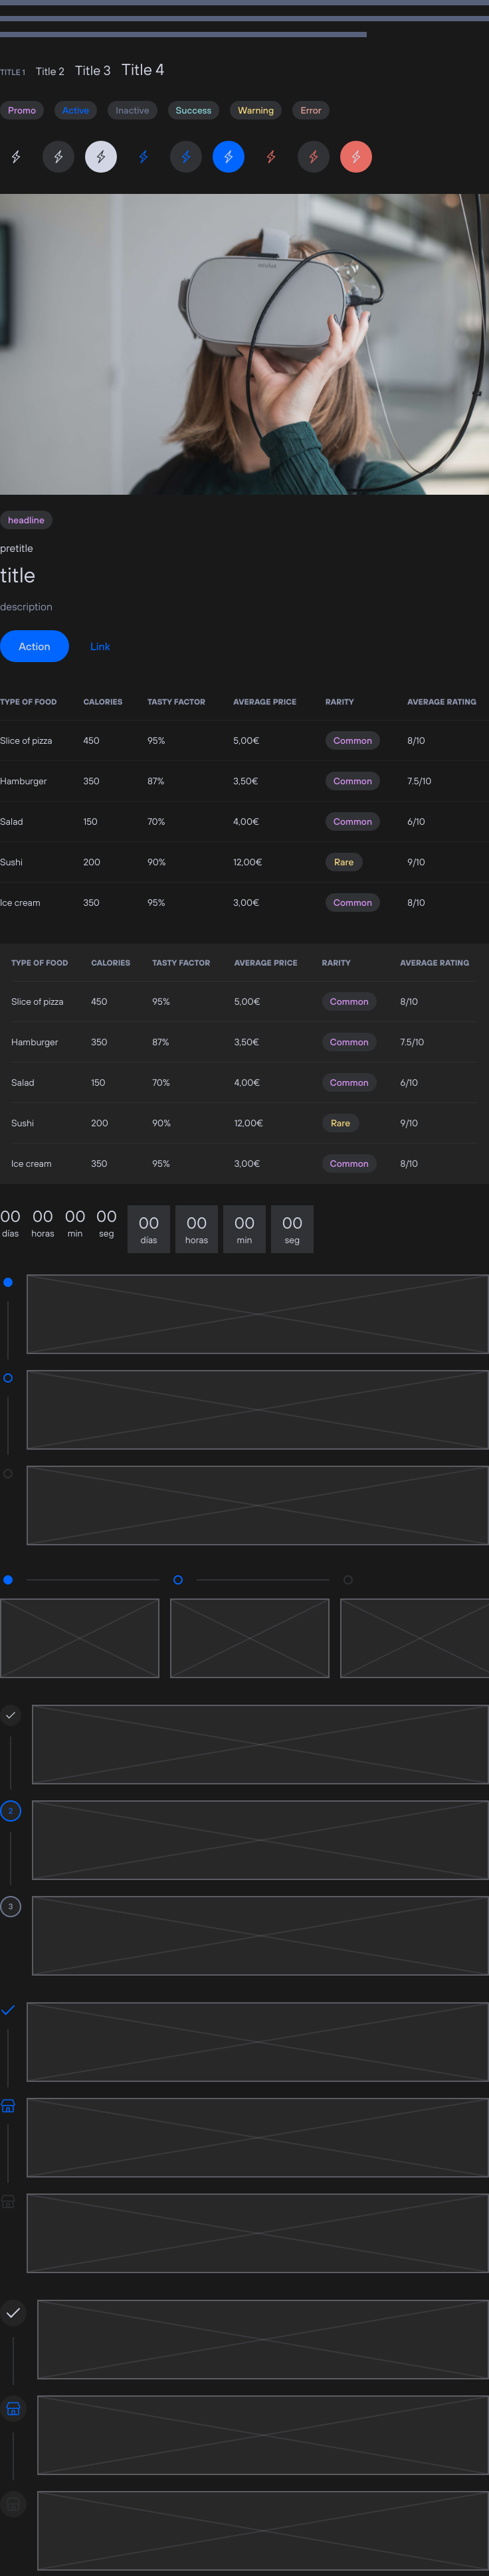 TITLE 1 Title 2 Title 3 Title 4
Promo Active Inactive Success Warning Error
oculus
headline
pretitle
title
description
Action Link
TYPE OF FOOD CALORIES TASTY FACTOR AVERAGE PRICE RARITY AVERAGE RATING
Slice of pizza 450 95% 5,00€ Common 8/10
Hamburger 350 87% 3,50€ Common 7.5/10
Salad 150 70% 4,00€ Common 6/10
Sushi 200 90% 12,00€ Rare 9/10
Ice cream 350 95% 3,00€ Common 8/10
TYPE OF FOOD CALORIES TASTY FACTOR AVERAGE PRICE RARITY AVERAGE RATING
Slice of pizza 450 95% 5,00€ Common 8/10
Hamburger 350 87% 3,50€ Common 7.5/10
Salad 150 70% 4,00€ Common 6/10
Sushi 200 90% 12,00€ Rare 9/10
Ice cream 350 95% 3,00€ Common 8/10
00 00 00 00 00 00 00 00
días horas min seg días horas min seg
2
3